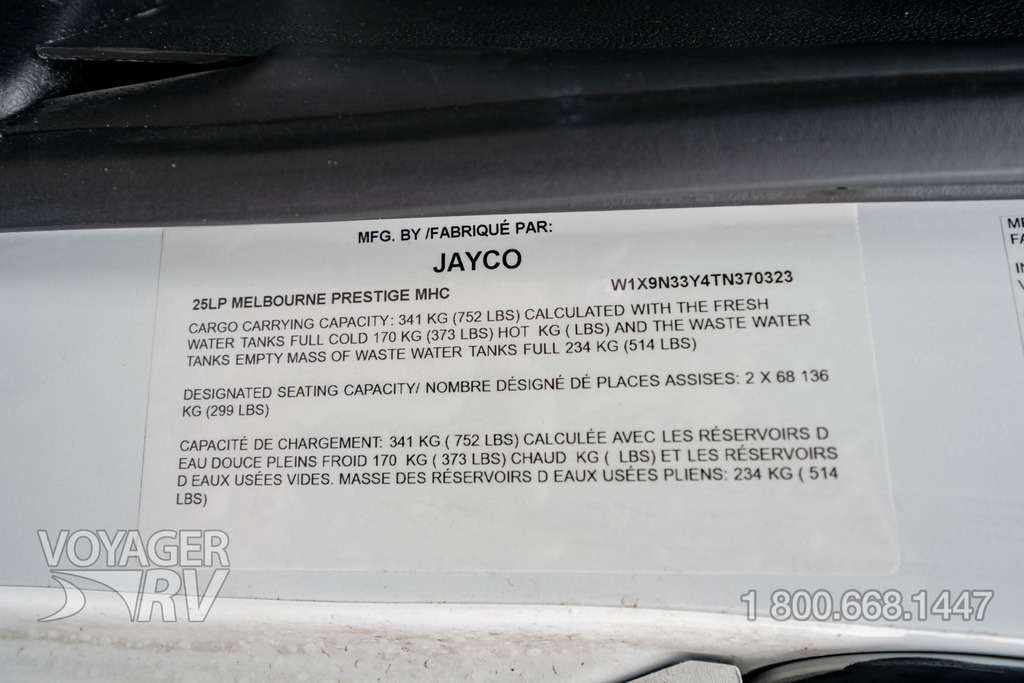 MFG. BY /FABRIQUÉ PAR:
JAYCO
25LP MELBOURNE PRESTIGE MHC W1X9N33Y4TN370323
CARGO CARRYING CAPACITY: 341 KG (752 LBS) CALCULATED WITH THE FRESH
WATER TANKS FULL COLD 170 KG (373 LBS) HOT KG ( LBS) AND THE WASTE WATER
TANKS EMPTY MASS OF WASTE WATER TANKS FULL 234 KG (514 LBS)
DESIGNATED SEATING CAPACITY/ NOMBRE DÉSIGNÉ DÉ PLACES ASSISES: 2 X 68 136
KG (299 LBS)
CAPACITÉ DE CHARGEMENT: 341 KG ( 752 LBS) CALCULÉE AVEC LES RÉSERVOIRS D
EAU DOUCE PLEINS FROID 170 KG ( 373 LBS) CHAUD KG ( LBS) ET LES RÉSERVOIRS
D EAUX USÉES VIDES. MASSE DES RÉSERVOIRS D EAUX USÉES PLIENS: 234 KG ( 514
LBS)
VOYAGER
RV
1 800.668.1447